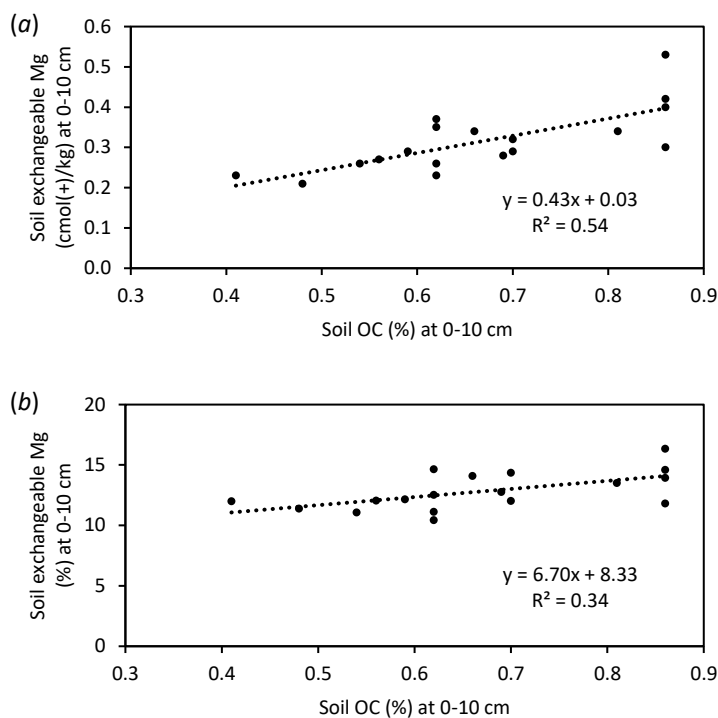 (a)
Soil exchangeable Mg
(cmol(+)/kg) at 0-10 cm
0.6
0.5
0.4
0.3
0.2
0.1
0.0
y = 0.43x + 0.03
R² = 0.54
0.3 0.4 0.5 0.6 0.7 0.8 0.9
Soil OC (%) at 0-10 cm
(b)
Soil exchangeable Mg
(%) at 0-10 cm
20
15
10
5
0
y = 6.70x + 8.33
R² = 0.34
0.3 0.4 0.5 0.6 0.7 0.8 0.9
Soil OC (%) at 0-10 cm